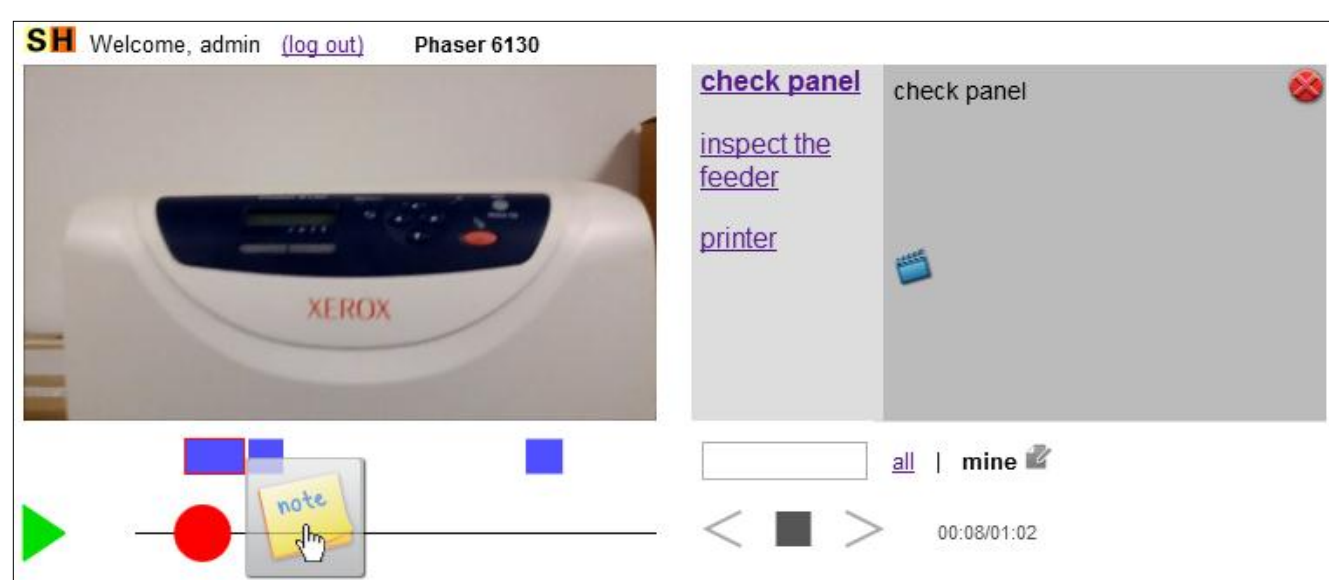 SH Welcome, admin (log out) Phaser 6130
XEROX
check panel
inspect the
feeder
printer
check panel
note
all | mine
00:08/01:02